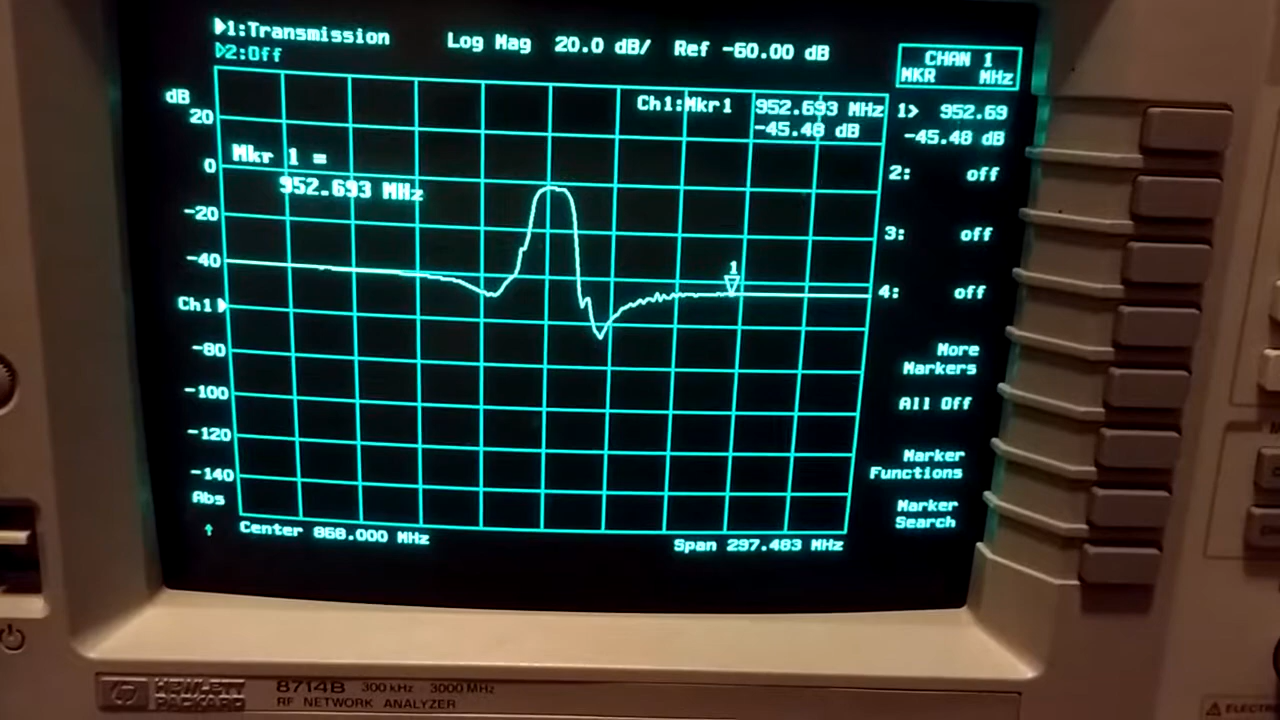 1:Transmission Log Mag 20.0 dB/ Ref -60.00 dB
2:Off
CHAN 1
MKR MHz
dB
Ch1:Mkr1 952.693 MHz
-45.48 dB
1> 952.69
-45.48 dB
20
Mkr 1 =
952.693 MHz
0
2: off
-20
3: off
-40
1
4: off
Ch1
-80
More
Markers
-100
All Off
-120
Marker
Functions
-140
Abs
Marker
Search
Center 868.000 MHz
Span 297.483 MHz
hp HEWLETT
PACKARD
8714B 300 kHz - 3000 MHz
RF NETWORK ANALYZER